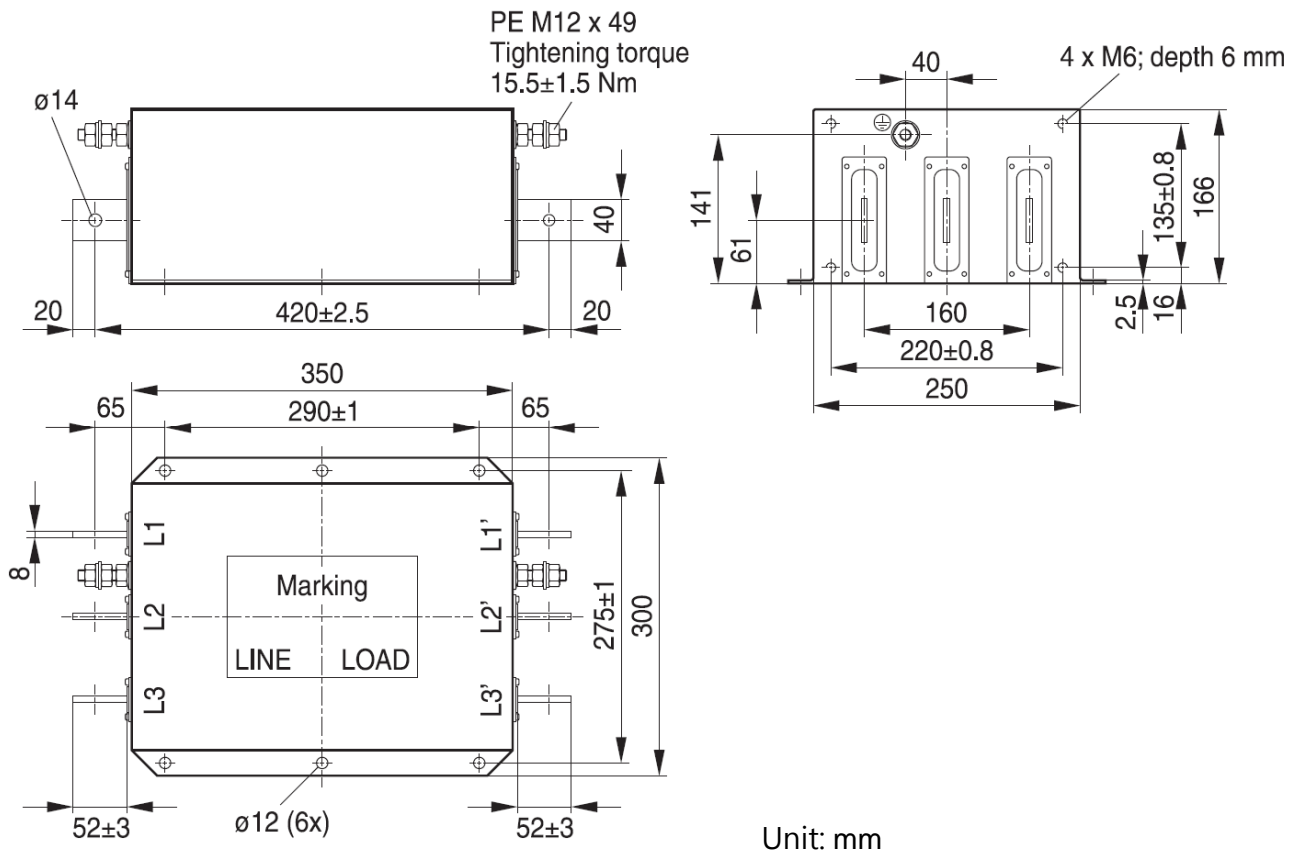 PE M12 x 49
Tightening torque
15.5±1.5 Nm
ø14
40
20
420±2.5
20
40
4 x M6; depth 6 mm
141
61
135±0.8
166
2.5
16
160
220±0.8
250
350
65
290±1
65
L1
L1'
8
Marking
L2
L2'
LINE
LOAD
L3
L3'
275±1
300
52±3
ø12 (6x)
52±3
Unit: mm